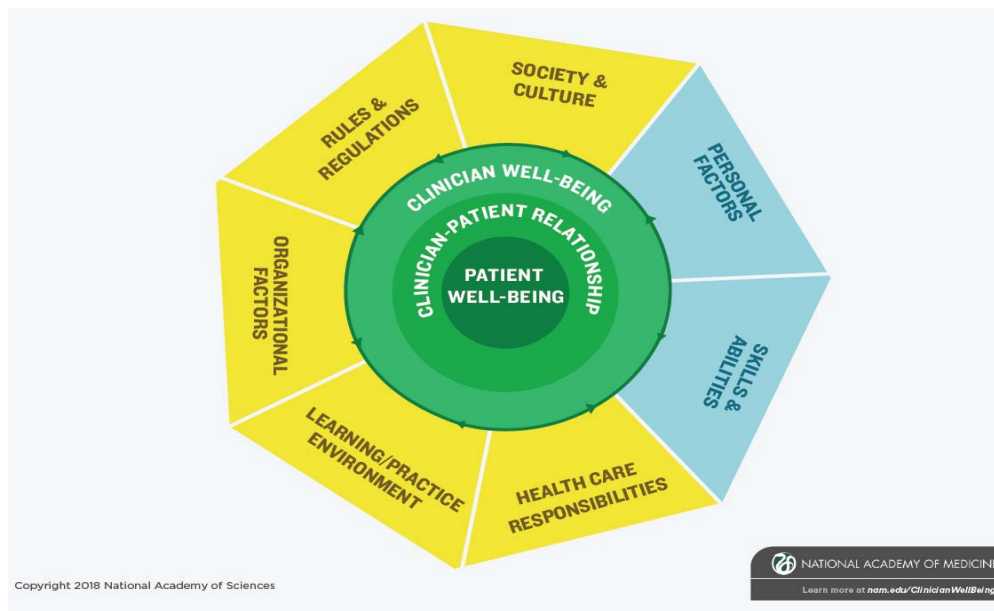 SOCIETY &
CULTURE
RULES &
REGULATIONS
PERSONAL
FACTORS
CLINICIAN WELL-BEING
CLINICIAN-PATIENT RELATIONSHIP
PATIENT
WELL-BEING
ORGANIZATIONAL
FACTORS
SKILLS &
ABILITIES
LEARNING/PRACTICE
ENVIRONMENT
HEALTH CARE
RESPONSIBILITIES
Copyright 2018 National Academy of Sciences
NATIONAL ACADEMY OF MEDICINE
Learn more at nam.edu/ClinicianWellBeing